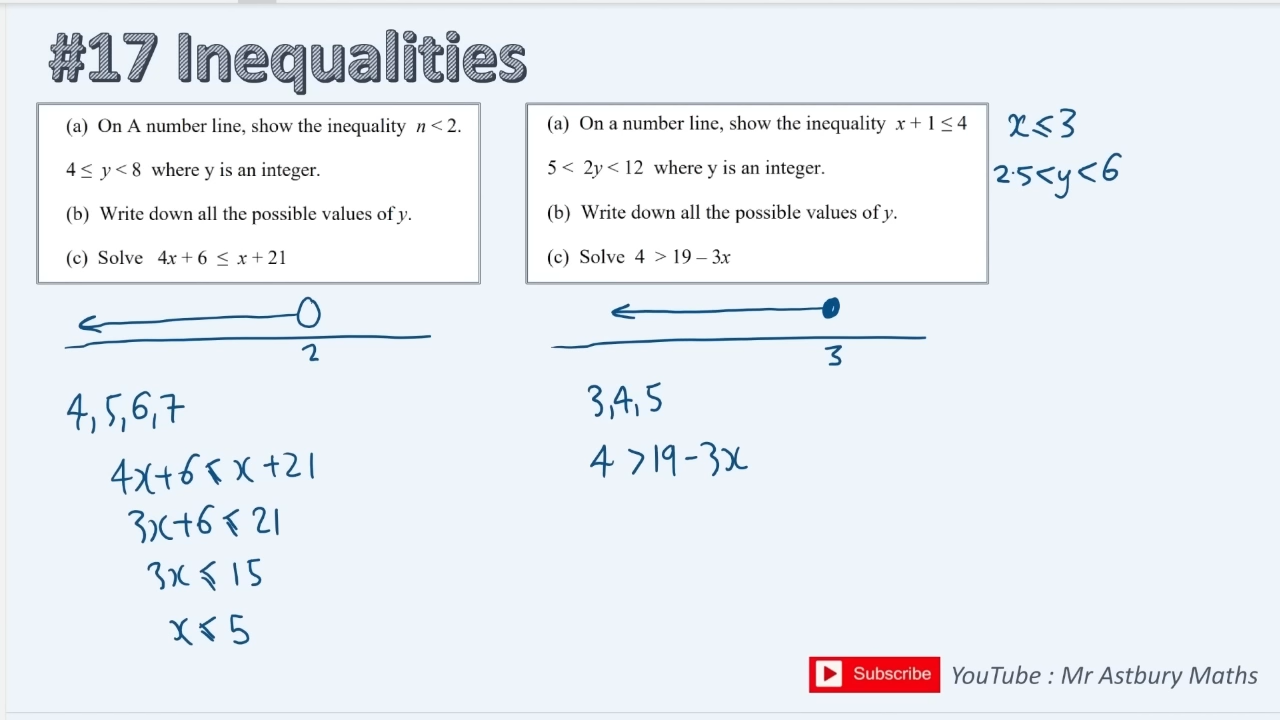 #17 Inequalities
(a) On A number line, show the inequality n < 2.
4 ≤ y < 8 where y is an integer.
(b) Write down all the possible values of y.
(c) Solve 4x + 6 ≤ x + 21
2
4,5,6,7
4x+6 ≤ x +21
3x+6 ≤ 21
3x ≤ 15
x ≤ 5
(a) On a number line, show the inequality x + 1 ≤ 4
5 < 2y < 12 where y is an integer.
(b) Write down all the possible values of y.
(c) Solve 4 > 19 – 3x
x ≤ 3
2·5<y<6
3
3,4,5
4 >19-3x
Subscribe YouTube : Mr Astbury Maths